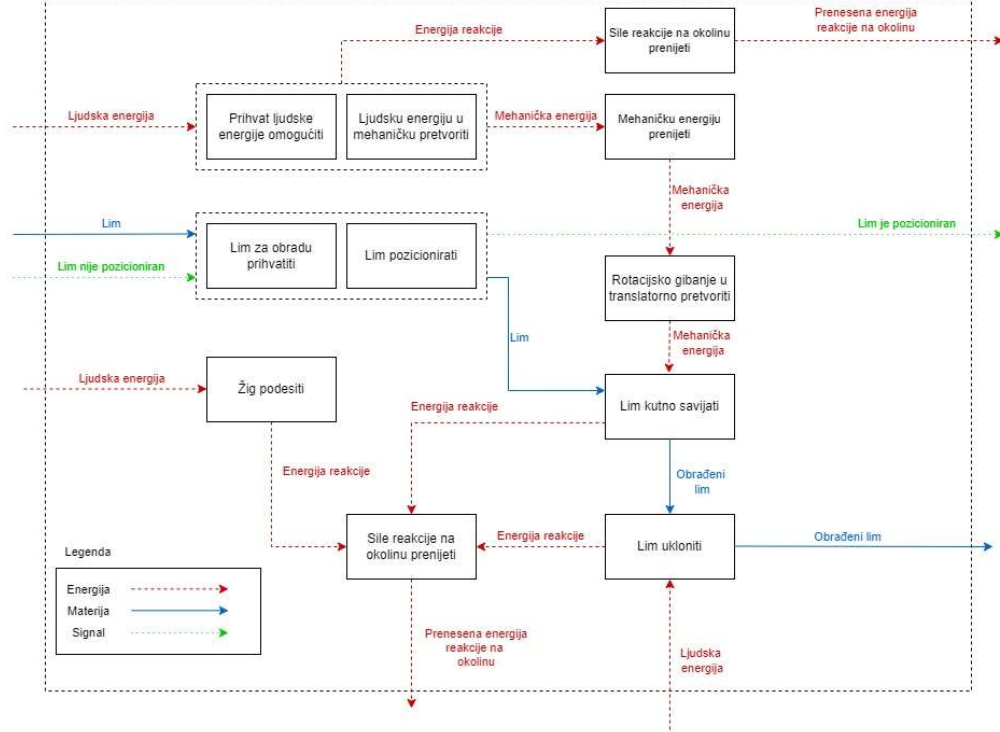 Energija reakcije
Sile reakcije na okolinu
prenijeti
Prenesena energija
reakcije na okolinu
Ljudska energija
Prihvat ljudske
energije omogućiti
Ljudsku energiju u
mehaničku pretvoriti
Mehanička energija
Mehaničku energiju
prenijeti
Mehanička
energija
Lim
Lim nije pozicioniran
Lim za obradu
prihvatiti
Lim pozicionirati
Lim je pozicioniran
Rotacijsko gibanje u
translatorno pretvoriti
Lim
Mehanička
energija
Ljudska energija
Žig podesiti
Energija reakcije
Lim kutno savijati
Energija reakcije
Obrađeni
lim
Sile reakcije na
okolinu prenijeti
Energija reakcije
Lim ukloniti
Obrađeni lim
Legenda
Energija
Materija
Signal
Prenesena energija
reakcije na
okolinu
Ljudska
energija